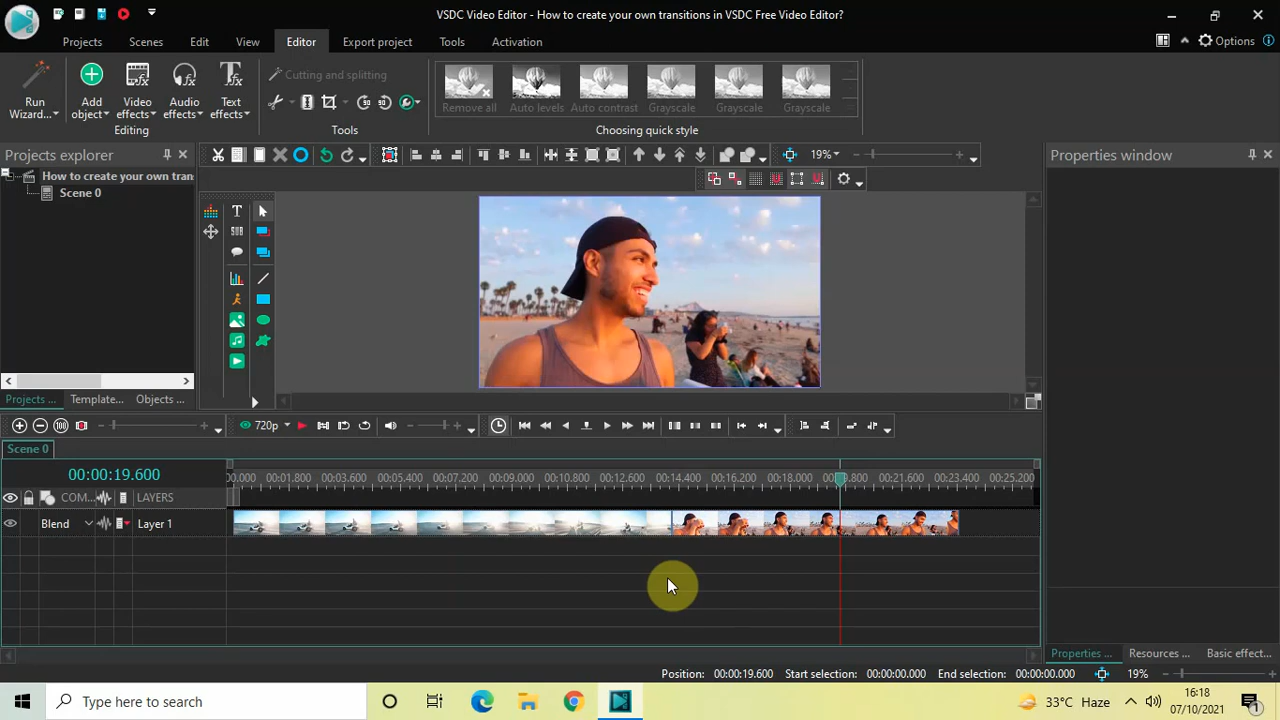 VSDC Video Editor - How to create your own transitions in VSDC Free Video Editor?
Projects Scenes Edit View Editor Export project Tools Activation Options
Run Wizard...
Add object
Video effects
Audio effects
Text effects
Editing
Cutting and splitting
Tools
Remove all Auto levels Auto contrast Grayscale Grayscale Grayscale
Choosing quick style
Projects explorer
19%
Properties window
How to create your own trans
Scene 0
Projects ... Template... Objects ...
720p
Scene 0
00:00:19.600
00.000 00:01.800 00:03.600 00:05.400 00:07.200 00:09.000 00:10.800 00:12.600 00:14.400 00:16.200 00:18.000 00:21.600 00:23.400 00:25.200
COM... LAYERS
Blend Layer 1
Properties ... Resources ... Basic effect...
Position: 00:00:19.600 Start selection: 00:00:00.000 End selection: 00:00:00.000 19%
Type here to search
33°C Haze
16:18
07/10/2021